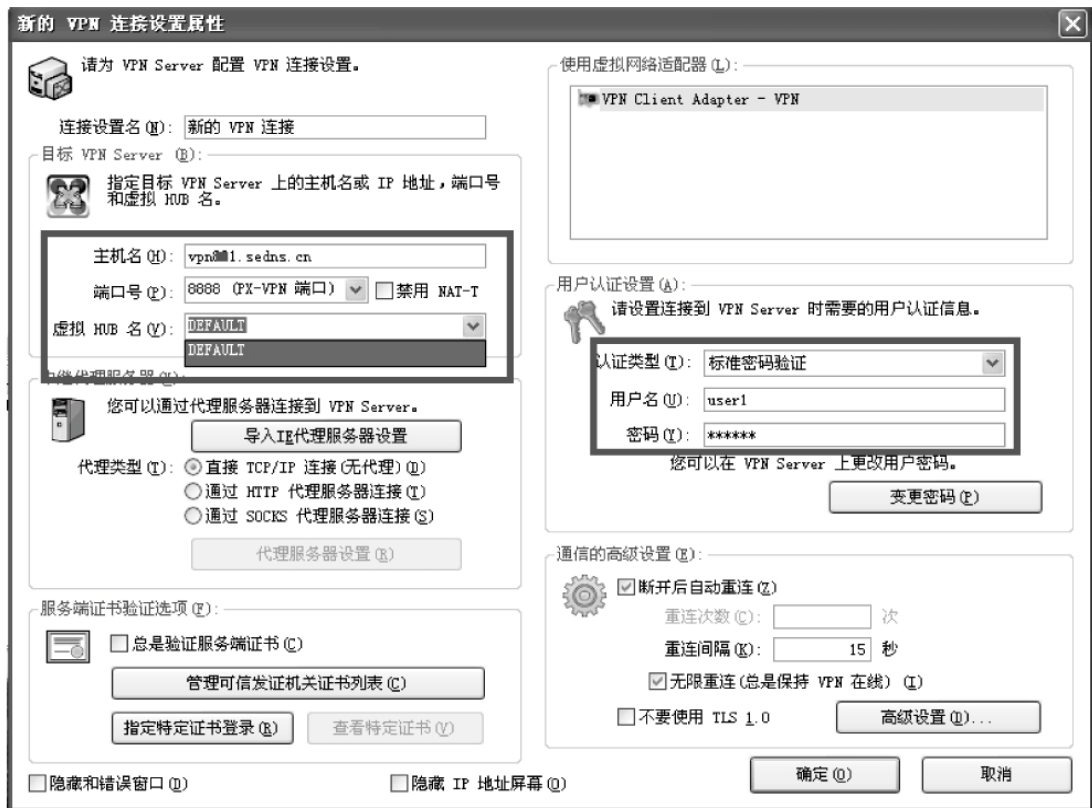 新的 VPN 连接设置属性
请为 VPN Server 配置 VPN 连接设置。
连接设置名(N): 新的 VPN 连接
目标 VPN Server (B):
指定目标 VPN Server 上的主机名或 IP 地址，端口号
和虚拟 HUB 名。
主机名(H): vpn 1.sedns.cn
端口号(P): 8888 (PX-VPN 端口) 禁用 NAT-T
虚拟 HUB 名(V): DEFAULT
DEFAULT
中继代理服务器
您可以通过代理服务器连接到 VPN Server。
导入IE代理服务器设置
代理类型(T): 直接 TCP/IP 连接(无代理)(D)
通过 HTTP 代理服务器连接(T)
通过 SOCKS 代理服务器连接(S)
代理服务器设置(R)
服务端证书验证选项(F):
总是验证服务端证书(C)
管理可信发证机关证书列表(C)
指定特定证书登录(R) 查看特定证书(V)
隐藏和错误窗口(D) 隐藏 IP 地址屏幕(O)
使用虚拟网络适配器(L):
VPN Client Adapter - VPN
用户认证设置(A):
请设置连接到 VPN Server 时需要的用户认证信息。
认证类型(T): 标准密码验证
用户名(U): user1
密码(Y): ******
您可以在 VPN Server 上更改用户密码。
变更密码(P)
通信的高级设置(E):
断开后自动重连(Z)
重连次数(C): 次
重连间隔(K): 15 秒
无限重连(总是保持 VPN 在线) (I)
不要使用 TLS 1.0 高级设置(D)...
确定(O) 取消